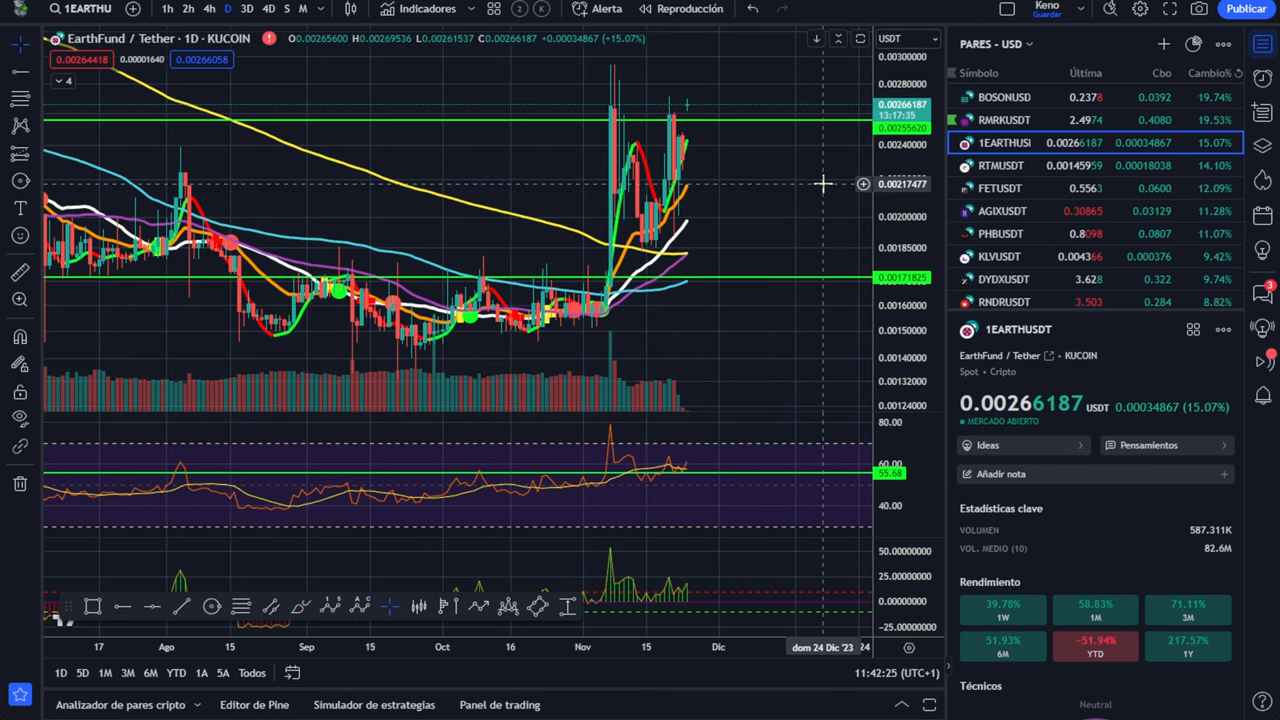 1EARTHU
1h 2h 4h D 3D 4D S M
Indicadores
2 K
Alerta
Reproducción
Keno
Guardar
Publicar
EarthFund / Tether · 1D · KUCOIN
O0.00265600 H0.00269536 L0.00261537 C0.00266187 +0.00034867 (+15.07%)
0.00264418 0.00001640 0.00266058
4
USDT
0.00300000
0.00280000
0.00266187
13:17:35
0.00255620
0.00240000
0.00217477
0.00200000
0.00185000
0.00171825
0.00160000
0.00150000
0.00140000
0.00132000
0.00124000
80.00
60.00
55.68
40.00
50.00000000
25.00000000
0.00000000
-25.00000000
17 Ago 15 Sep 15 Oct 16 Nov 15 Dic dom 24 Dic '23 24
1D 5D 1M 3M 6M YTD 1A 5A Todos
11:42:25 (UTC+1)
Analizador de pares cripto
Editor de Pine
Simulador de estrategias
Panel de trading
PARES - USD
Símbolo Última Cbo Cambio%
BOSONUSD 0.2378 0.0392 19.74%
RMRKUSDT 2.4974 0.4080 19.53%
1EARTHUSI 0.00266187 0.00034867 15.07%
RTMUSDT 0.00145959 0.00018038 14.10%
FETUSDT 0.5563 0.0600 12.09%
AGIXUSDT 0.30865 0.03129 11.28%
PHBUSDT 0.8098 0.0807 11.07%
KLVUSDT 0.004366 0.000376 9.42%
DYDXUSDT 3.628 0.322 9.74%
RNDRUSDT 3.503 0.284 8.82%
3
1EARTHUSDT
EarthFund / Tether · KUCOIN
Spot · Cripto
0.00266187 USDT 0.00034867 (15.07%)
MERCADO ABIERTO
Ideas
Pensamientos
Añadir nota
Estadísticas clave
VOLUMEN 587.311K
VOL. MEDIO (10) 82.6M
Rendimiento
39.78% 58.83% 71.11%
1W 1M 3M
51.93% −51.94% 217.57%
6M YTD 1Y
Técnicos
Neutral